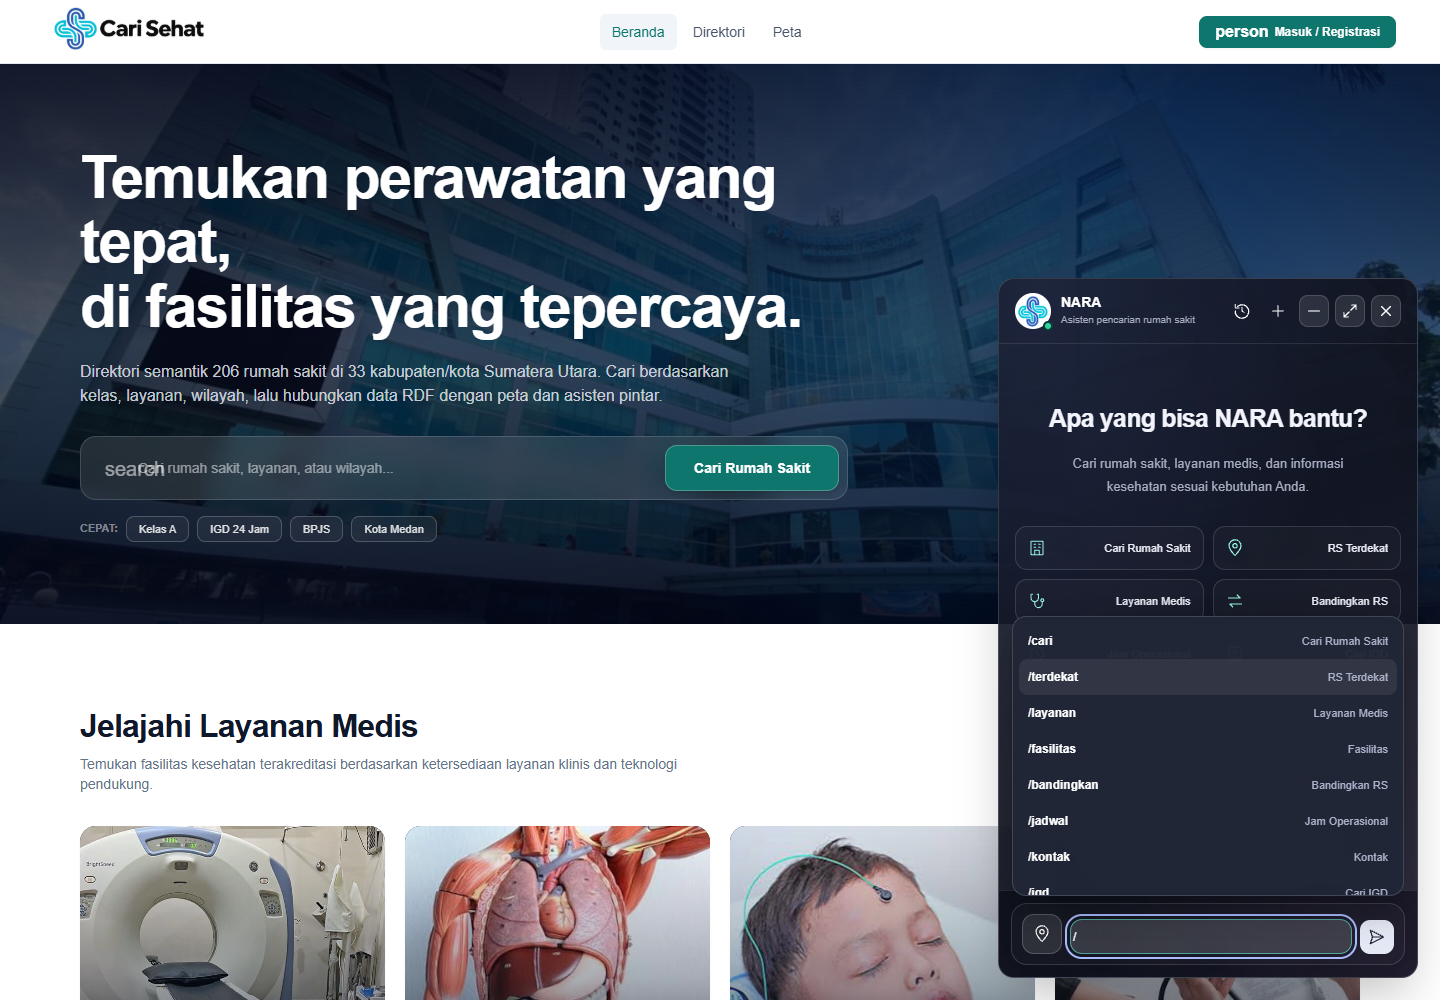 Cari Sehat
Beranda
Direktori
Peta
person Masuk / Registrasi
Temukan perawatan yang
tepat,
di fasilitas yang tepercaya.
Direktori semantik 206 rumah sakit di 33 kabupaten/kota Sumatera Utara. Cari berdasarkan
kelas, layanan, wilayah, lalu hubungkan data RDF dengan peta dan asisten pintar.
search
Cari rumah sakit, layanan, atau wilayah...
Cari Rumah Sakit
CEPAT:
Kelas A
IGD 24 Jam
BPJS
Kota Medan
Jelajahi Layanan Medis
Temukan fasilitas kesehatan terakreditasi berdasarkan ketersediaan layanan klinis dan teknologi
pendukung.
BrightSpeed
NARA
Asisten pencarian rumah sakit
Apa yang bisa NARA bantu?
Cari rumah sakit, layanan medis, dan informasi
kesehatan sesuai kebutuhan Anda.
Cari Rumah Sakit
RS Terdekat
Layanan Medis
Bandingkan RS
/cari Cari Rumah Sakit
/terdekat RS Terdekat
/layanan Layanan Medis
/fasilitas Fasilitas
/bandingkan Bandingkan RS
/jadwal Jam Operasional
/kontak Kontak
/igd Cari IGD
/